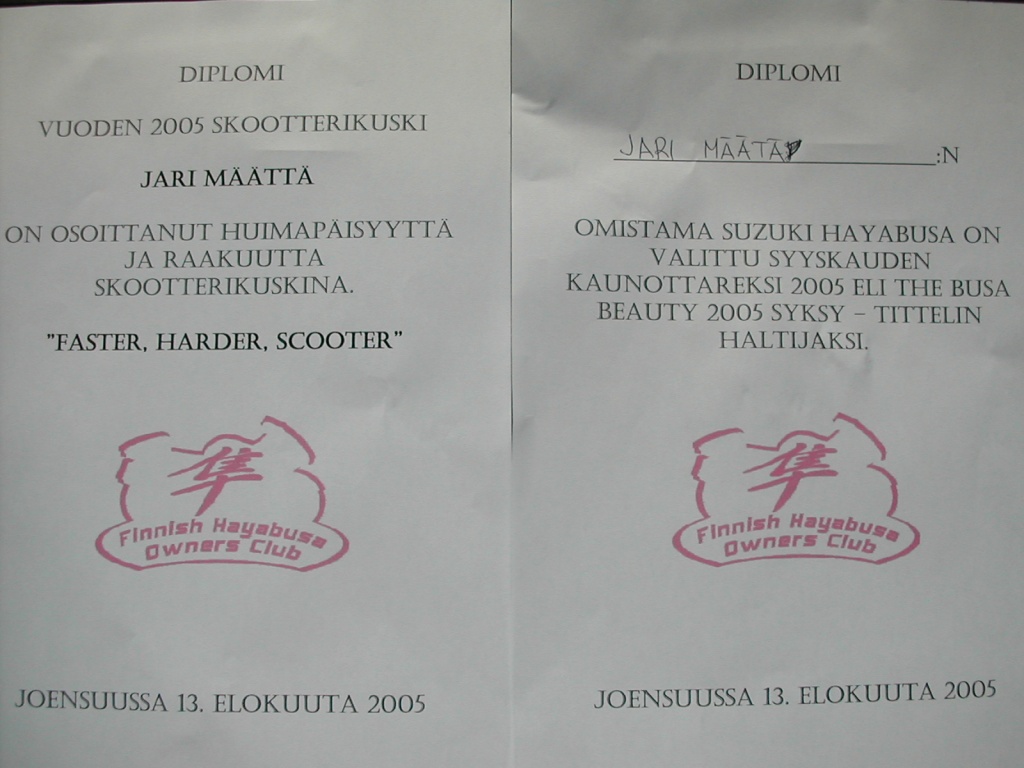 DIPLOMI
VUODEN 2005 SKOOTTERIKUSKI
JARI MÄÄTTÄ
ON OSOITTANUT HUIMAPÄISYYTTÄ
JA RAAKUUTTA
SKOOTTERIKUSKINA.
"FASTER, HARDER, SCOOTER”
隼
Finnish Hayabusa
Owners Club
JOENSUUSSA 13. ELOKUUTA 2005
DIPLOMI
JARI MÄÄTÄ :N
OMISTAMA SUZUKI HAYABUSA ON
VALITTU SYYSKAUDEN
KAUNOTTAREKSI 2005 ELI THE BUSA
BEAUTY 2005 SYKSY – TITTELIN
HALTIJAKSI.
隼
Finnish Hayabusa
Owners Club
JOENSUUSSA 13. ELOKUUTA 2005